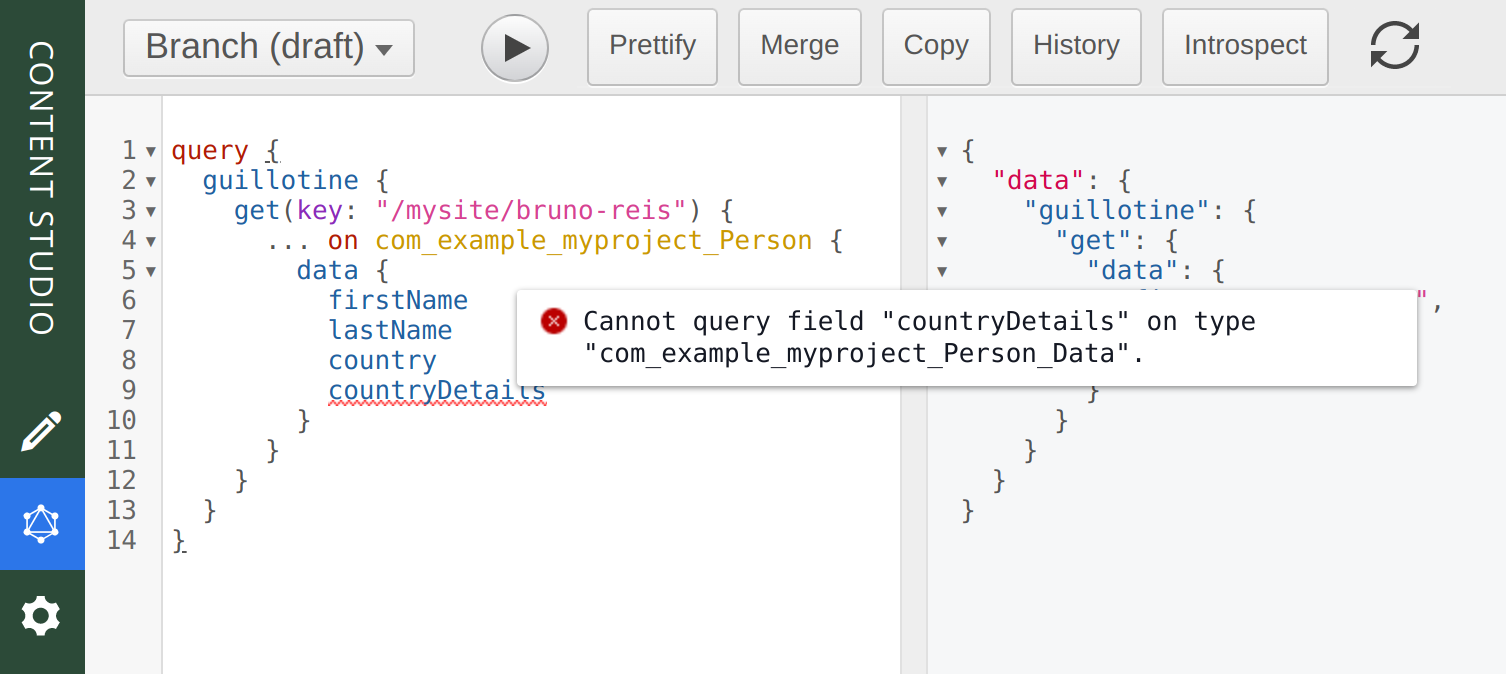 CONTENT STUDIO
Branch (draft)
Prettify
Merge
Copy
History
Introspect
1 query {
2 guillotine {
3 get(key: "/mysite/bruno-reis") {
4 ... on com_example_myproject_Person {
5 data {
6 firstName
7 lastName
8 country
9 countryDetails
10 }
11 }
12 }
13 }
14 }
Cannot query field "countryDetails" on type
"com_example_myproject_Person_Data".
{
"data": {
"guillotine": {
"get": {
"data": {
",
}
}
}
}
}